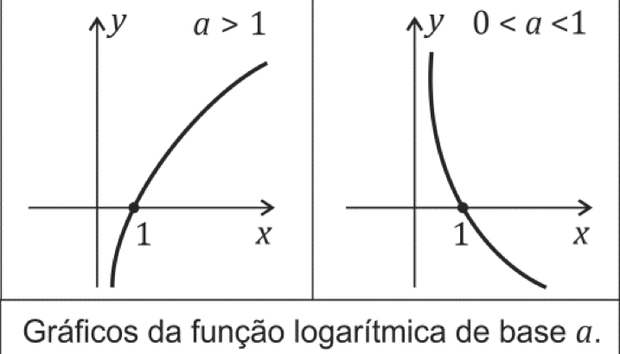 y a > 1
1 x
y 0 < a <1
1 x
Gráficos da função logarítmica de base a.